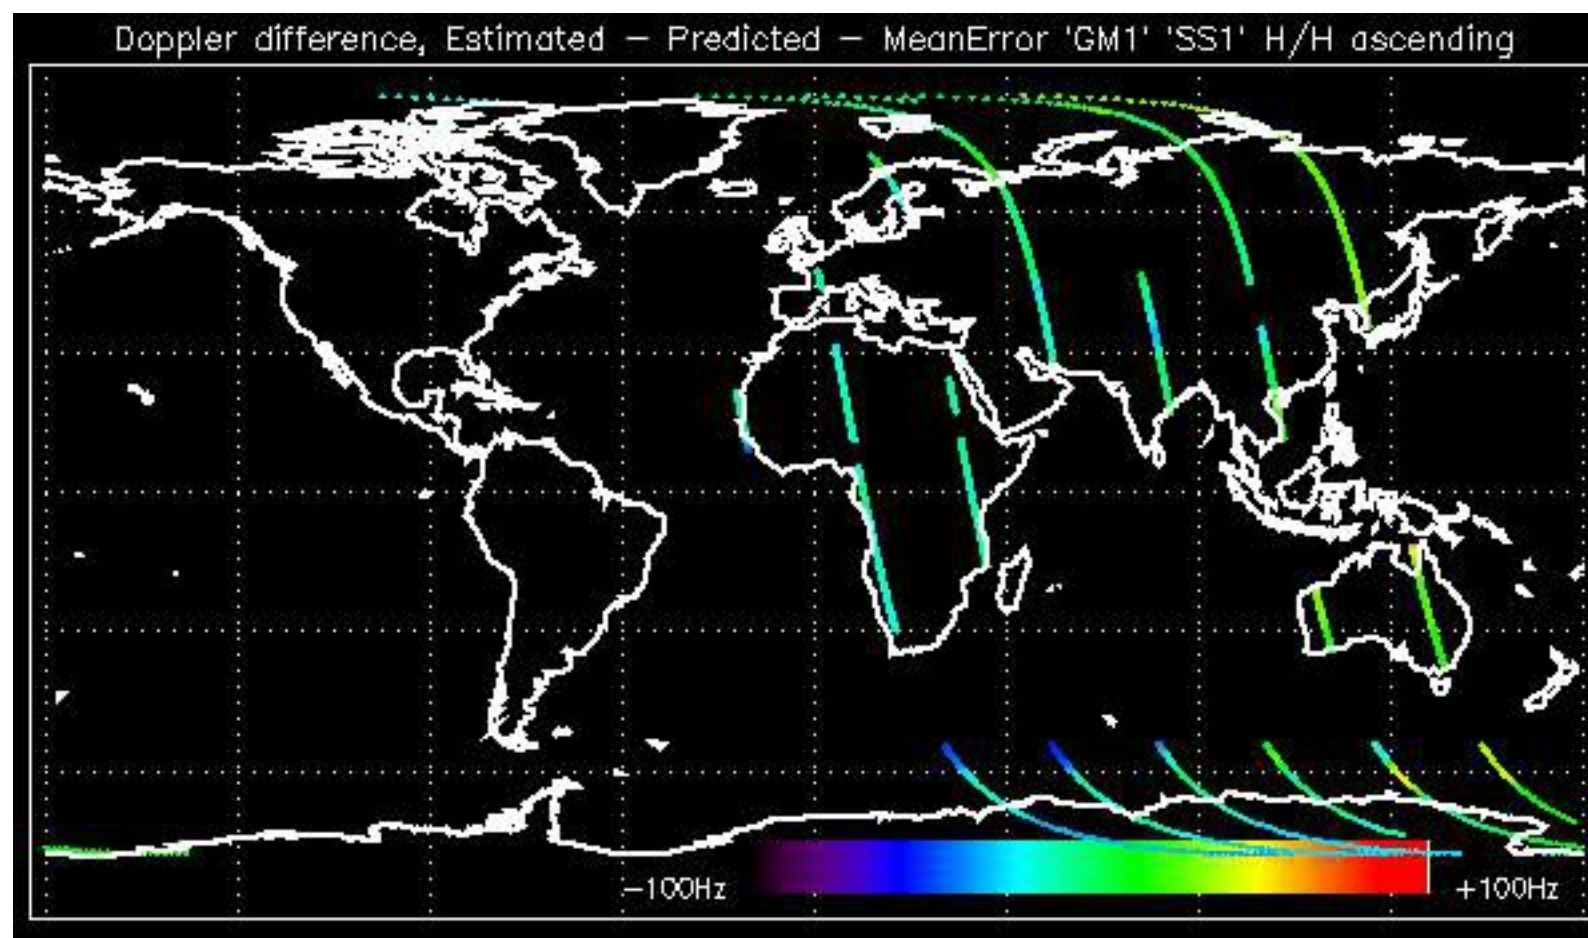 Doppler difference, Estimated – Predicted – MeanError 'GM1' 'SS1' H/H ascending
–100Hz +100Hz